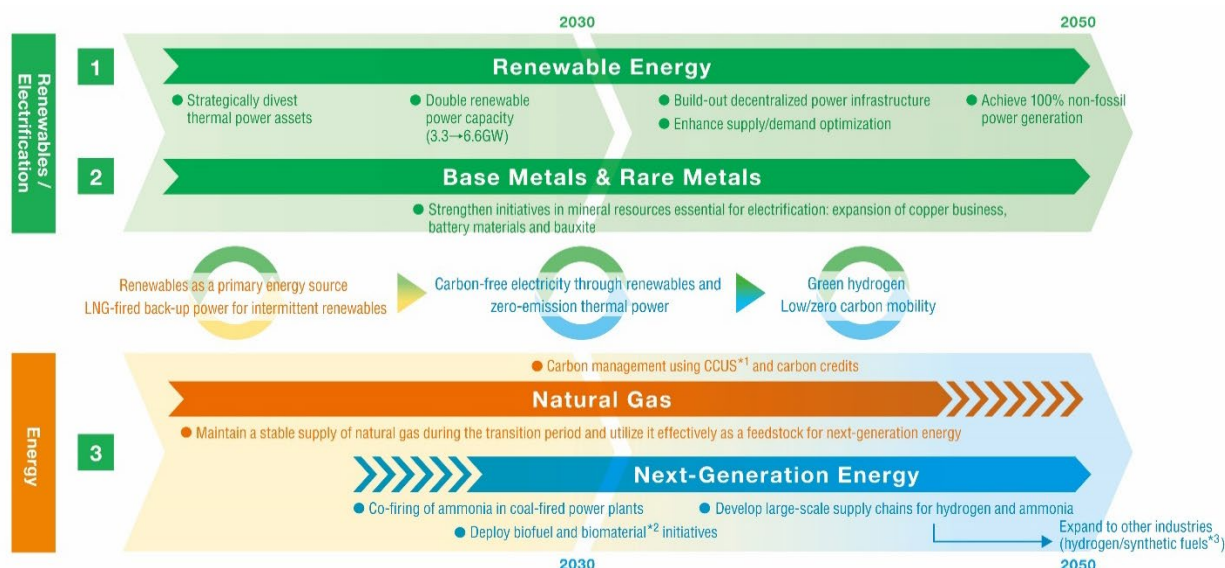 2030
2050
Renewables /
Electrification
1
Renewable Energy
● Strategically divest
thermal power assets
● Double renewable
power capacity
(3.3→6.6GW)
● Build-out decentralized power infrastructure
● Enhance supply/demand optimization
● Achieve 100% non-fossil
power generation
2
Base Metals & Rare Metals
● Strengthen initiatives in mineral resources essential for electrification: expansion of copper business,
battery materials and bauxite
Renewables as a primary energy source
LNG-fired back-up power for intermittent renewables
Carbon-free electricity through renewables and
zero-emission thermal power
Green hydrogen
Low/zero carbon mobility
Energy
3
● Carbon management using CCUS*1 and carbon credits
Natural Gas
● Maintain a stable supply of natural gas during the transition period and utilize it effectively as a feedstock for next-generation energy
Next-Generation Energy
● Co-firing of ammonia in coal-fired power plants
● Deploy biofuel and biomaterial*2 initiatives
● Develop large-scale supply chains for hydrogen and ammonia
Expand to other industries
(hydrogen/synthetic fuels*3)
2030
2050